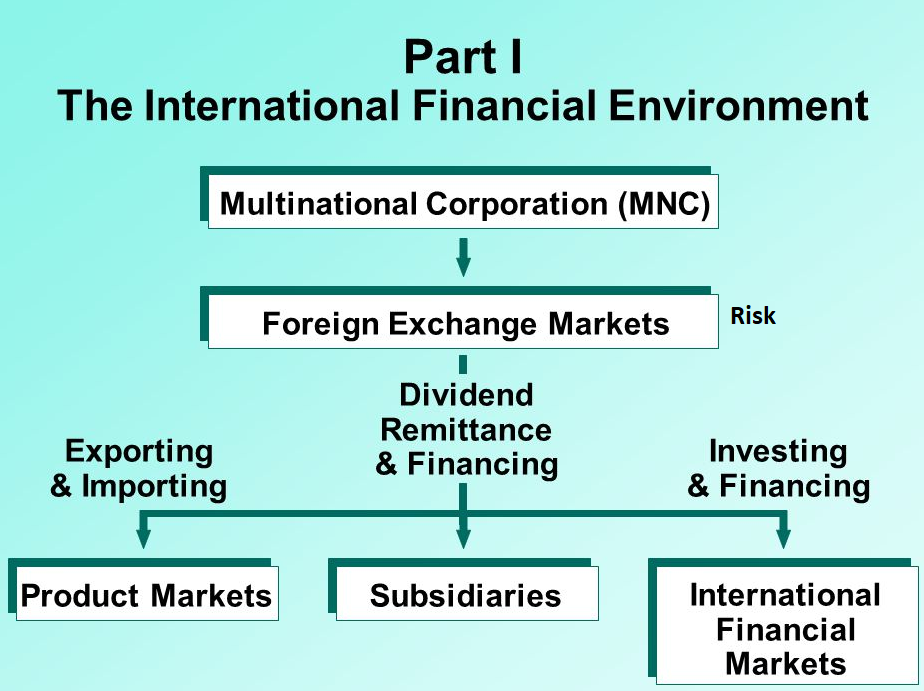 Part I
The International Financial Environment
Multinational Corporation (MNC)
Foreign Exchange Markets
Risk
Dividend
Remittance
& Financing
Exporting
& Importing
Investing
& Financing
Product Markets
Subsidiaries
International
Financial
Markets